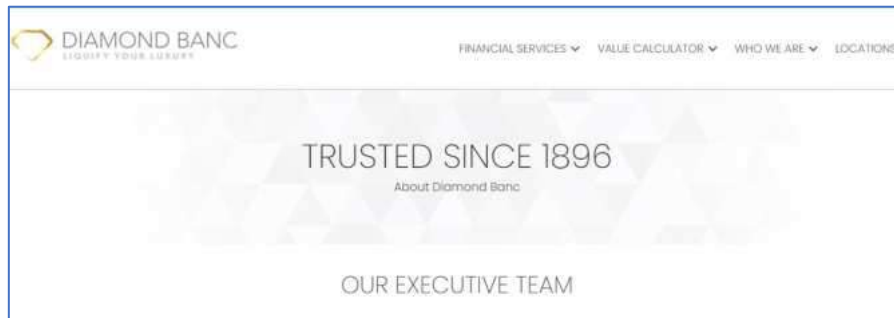 DIAMOND BANC
LIQUIFY YOUR LUXURY
FINANCIAL SERVICES VALUE CALCULATOR WHO WE ARE LOCATIONS
TRUSTED SINCE 1896
About Diamond Banc
OUR EXECUTIVE TEAM